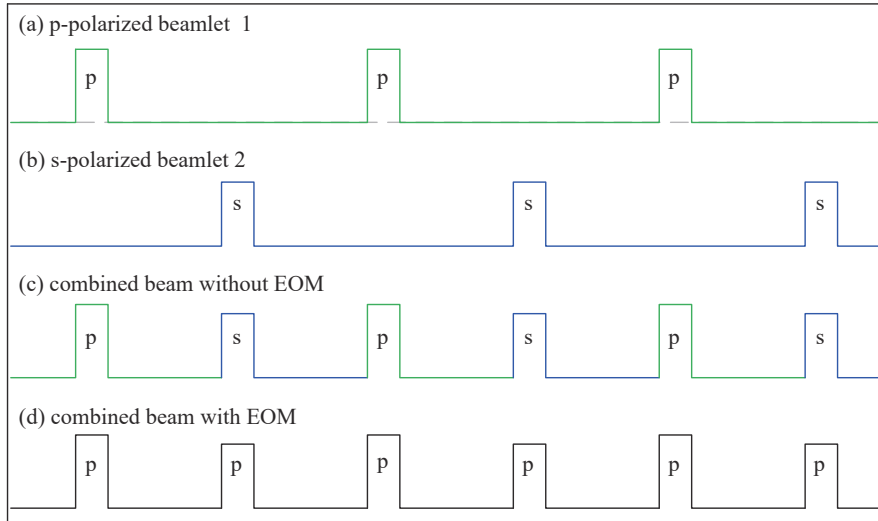 (a) p-polarized beamlet 1
p p p
(b) s-polarized beamlet 2
s s s
(c) combined beam without EOM
p s p s p s
(d) combined beam with EOM
p p p p p p